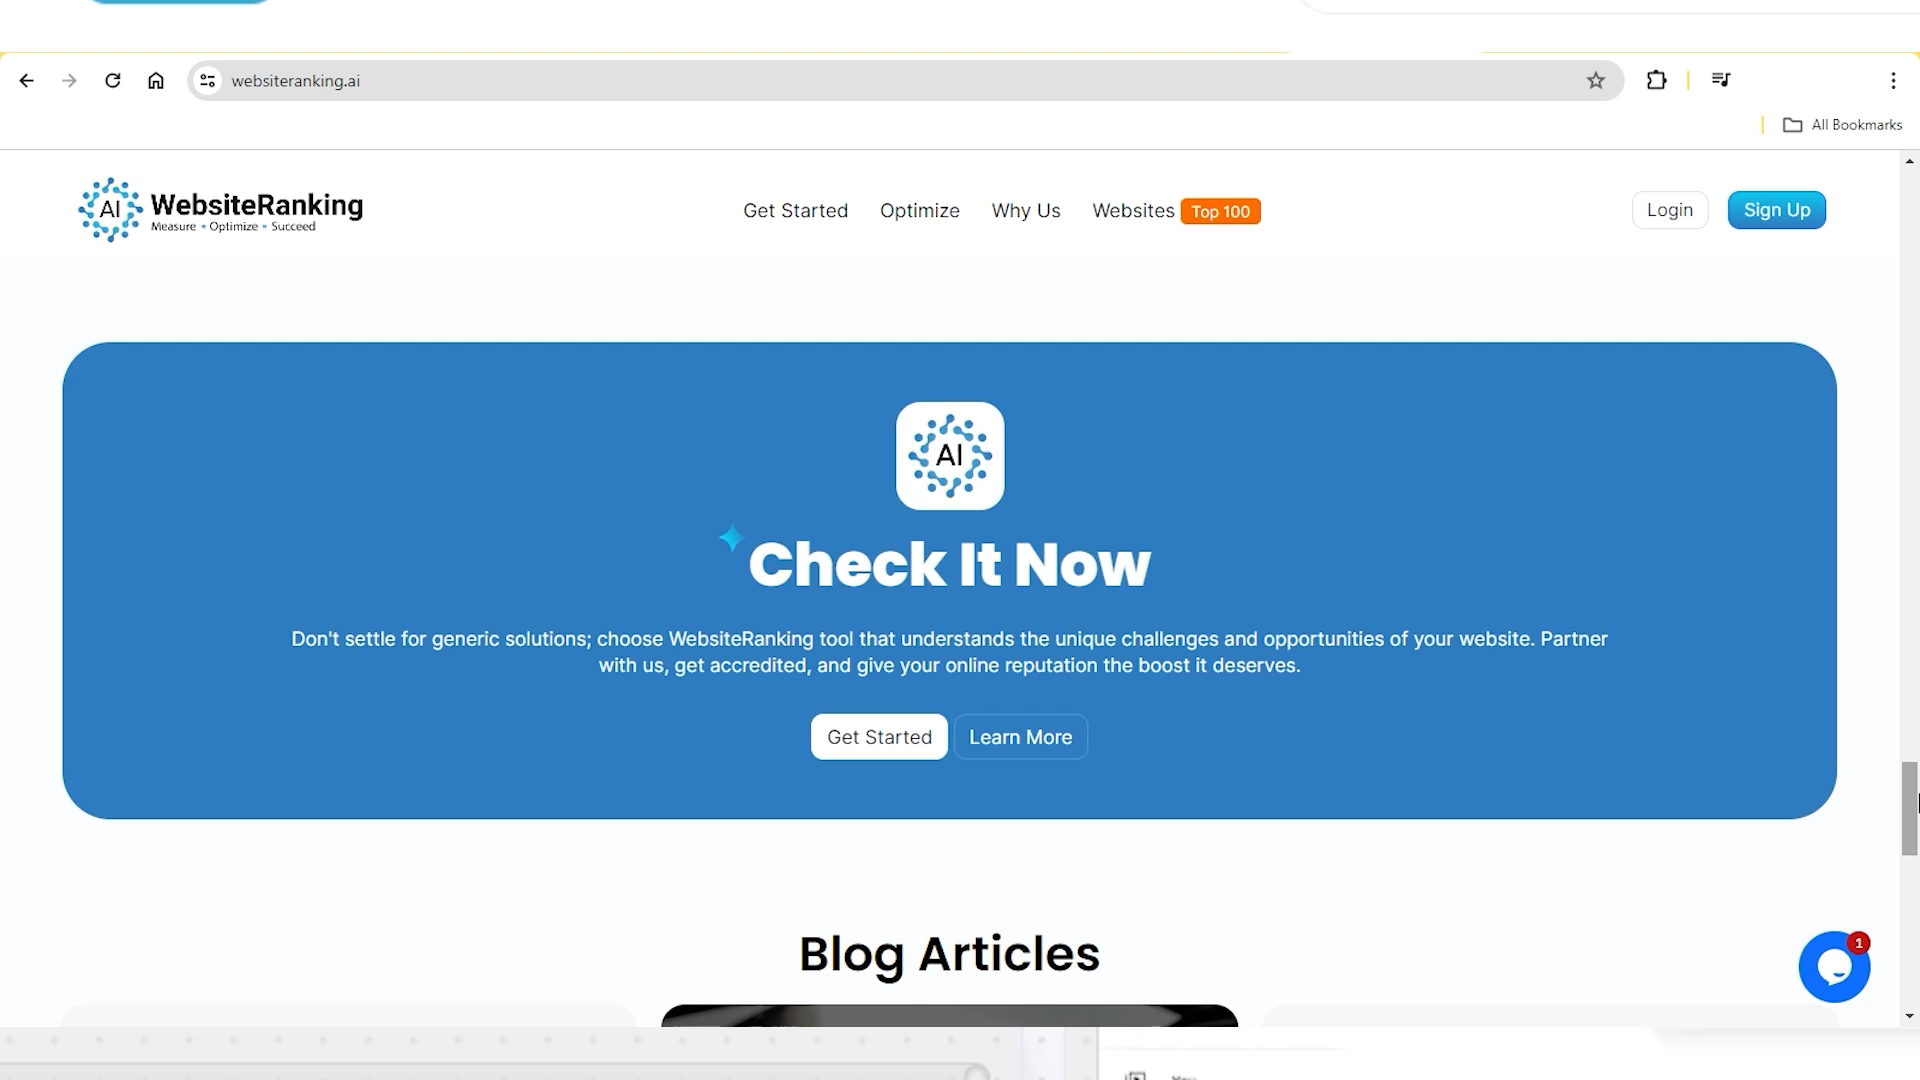 websiteranking.ai
All Bookmarks
AI WebsiteRanking
Measure • Optimize • Succeed
Get Started
Optimize
Why Us
Websites Top 100
Login
Sign Up
AI
Check It Now
Don't settle for generic solutions; choose WebsiteRanking tool that understands the unique challenges and opportunities of your website. Partner
with us, get accredited, and give your online reputation the boost it deserves.
Get Started
Learn More
Blog Articles
1